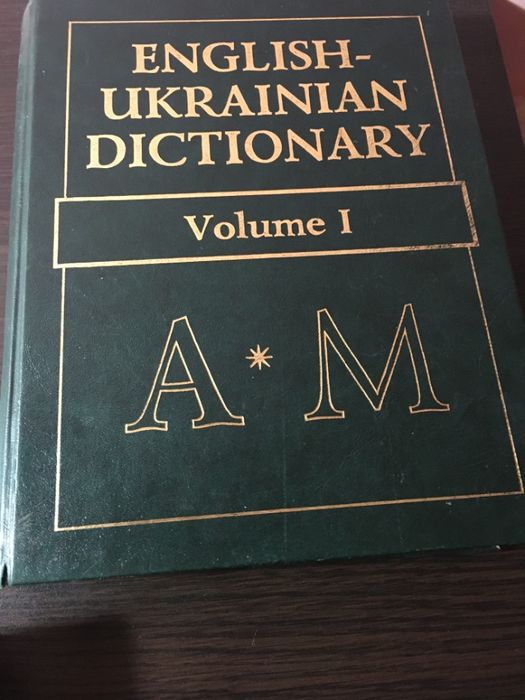 ENGLISH-
UKRAINIAN
DICTIONARY
Volume I
A * M